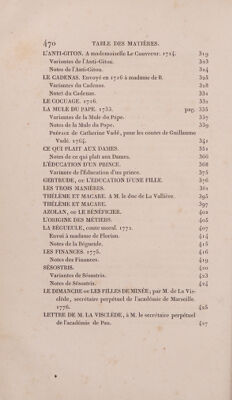 470 TABLE DES MATIÈRES.
L'ANTI-GITON. A mademoiselle Le Couvreur. 1714. 319
Variantes de l'Anti-Giton. 323
Notes de l'Anti-Giton. 324
LE CADENAS. Envoyé en 1716 à madame de B. 325
Variantes du Cadenas. 328
Notes du Cadenas. 331
LE COCUAGE. 1716. 332
LA MULE DU PAPE. 1733. pag. 335
Variantes de la Mule du Pape. 337
Notes de la Mule du Pape. 339
Préface de Catherine Vadé, pour les contes de Guillaume
Vadé. 1764. 341
CE QUI PLAIT AUX DAMES. 351
Notes de ce qui plaît aux Dames. 366
L'ÉDUCATION D'UN PRINCE. 368
Variante de l'Éducation d'un prince. 375
GERTRUDE, OU L'ÉDUCATION D'UNE FILLE. 376
LES TROIS MANIÈRES. 381
THÉLÈME ET MACARE. A M. le duc de La Vallière. 395
THÉLÈME ET MACARE. 397
AZOLAN, OU LE BÉNÉFICIER. 402
L'ORIGINE DES MÉTIERS. 405
LA BÉGUEULE, conte moral. 1772. 407
Envoi à madame de Florian. 414
Notes de la Bégueule. 415
LES FINANCES. 1775. 416
Notes des Finances. 419
SÉSOSTRIS. 420
Variantes de Sésostris. 423
Notes de Sésostris. 424
LE DIMANCHE OU LES FILLES DE MINÉE; par M. de La Vis-
clède, secrétaire perpétuel de l'académie de Marseille.
1776. 425
LETTRE DE M. LA VISCLÈDE, à M. le secrétaire perpétuel
de l'académie de Pau. 427